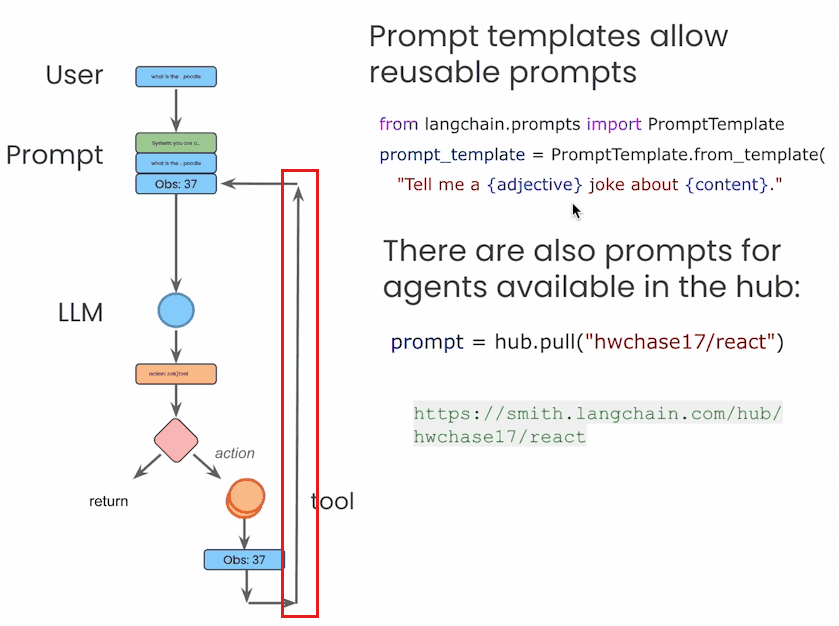 Prompt templates allow
reusable prompts
User
what is the . poodle
Prompt
System: you are a..
what is the . poodle
Obs: 37
from langchain.prompts import PromptTemplate
prompt_template = PromptTemplate.from_template(
"Tell me a {adjective} joke about {content}."
There are also prompts for
agents available in the hub:
LLM
prompt = hub.pull("hwchase17/react")
https://smith.langchain.com/hub/
hwchase17/react
action
return
tool
Obs: 37